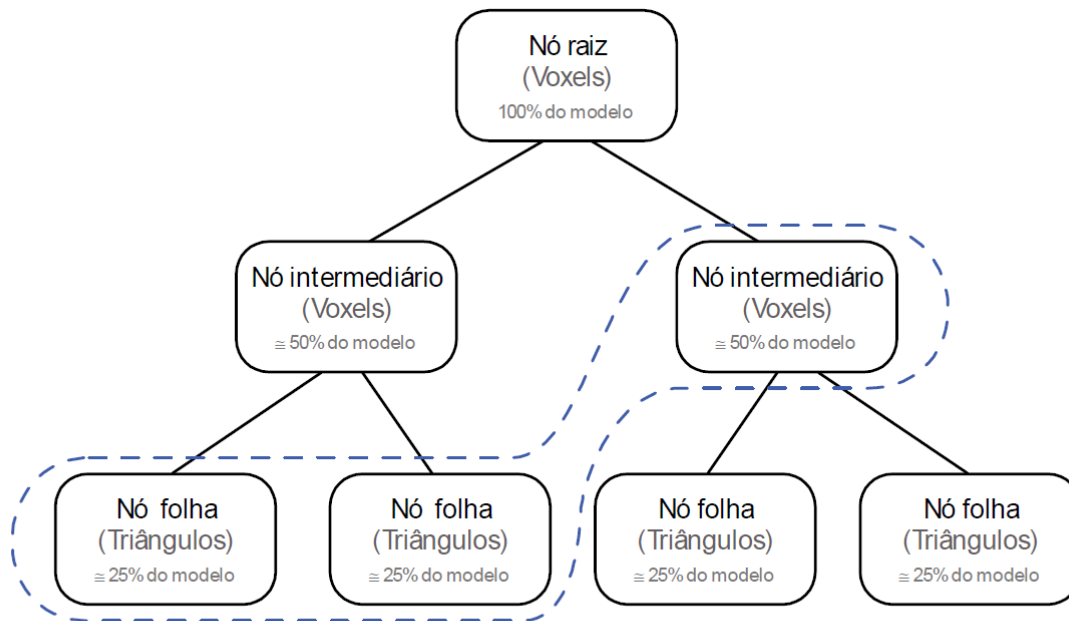 Nó raiz
(Voxels)
100% do modelo
Nó intermediário
(Voxels)
≅ 50% do modelo
Nó intermediário
(Voxels)
≅ 50% do modelo
Nó folha
(Triângulos)
≅ 25% do modelo
Nó folha
(Triângulos)
≅ 25% do modelo
Nó folha
(Triângulos)
≅ 25% do modelo
Nó folha
(Triângulos)
≅ 25% do modelo